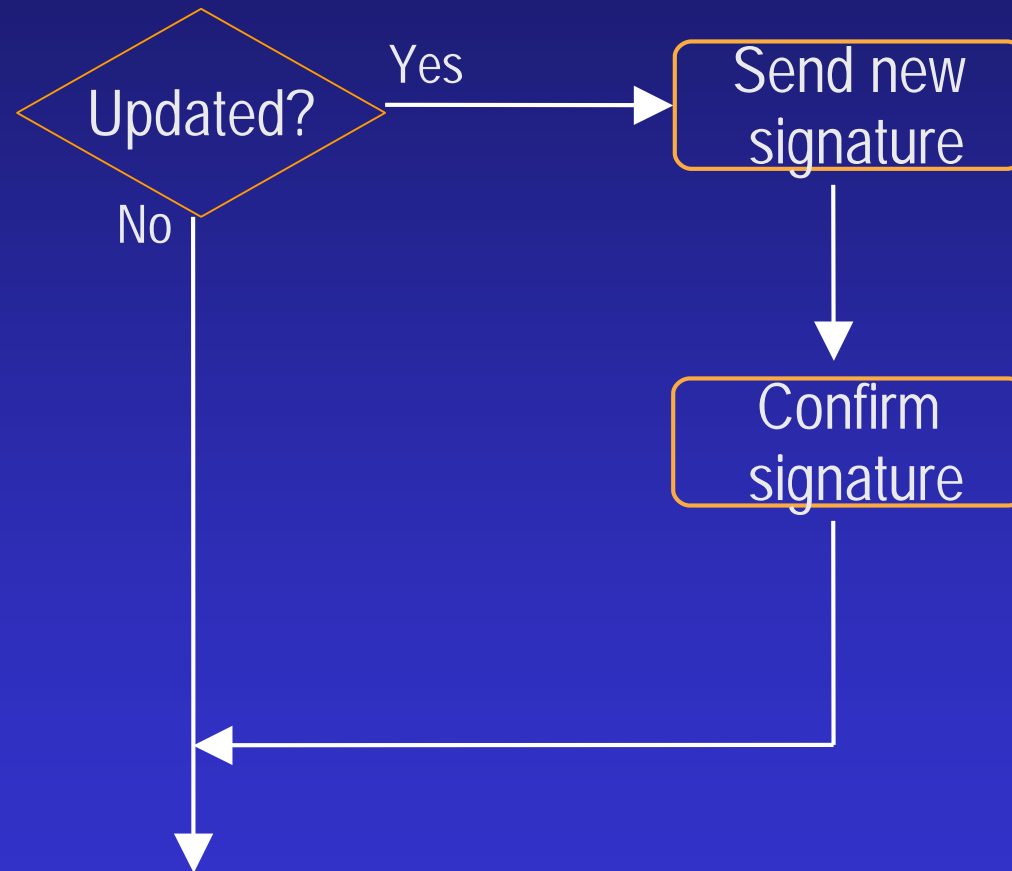 Updated?
Yes
Send new
signature
No
Confirm
signature